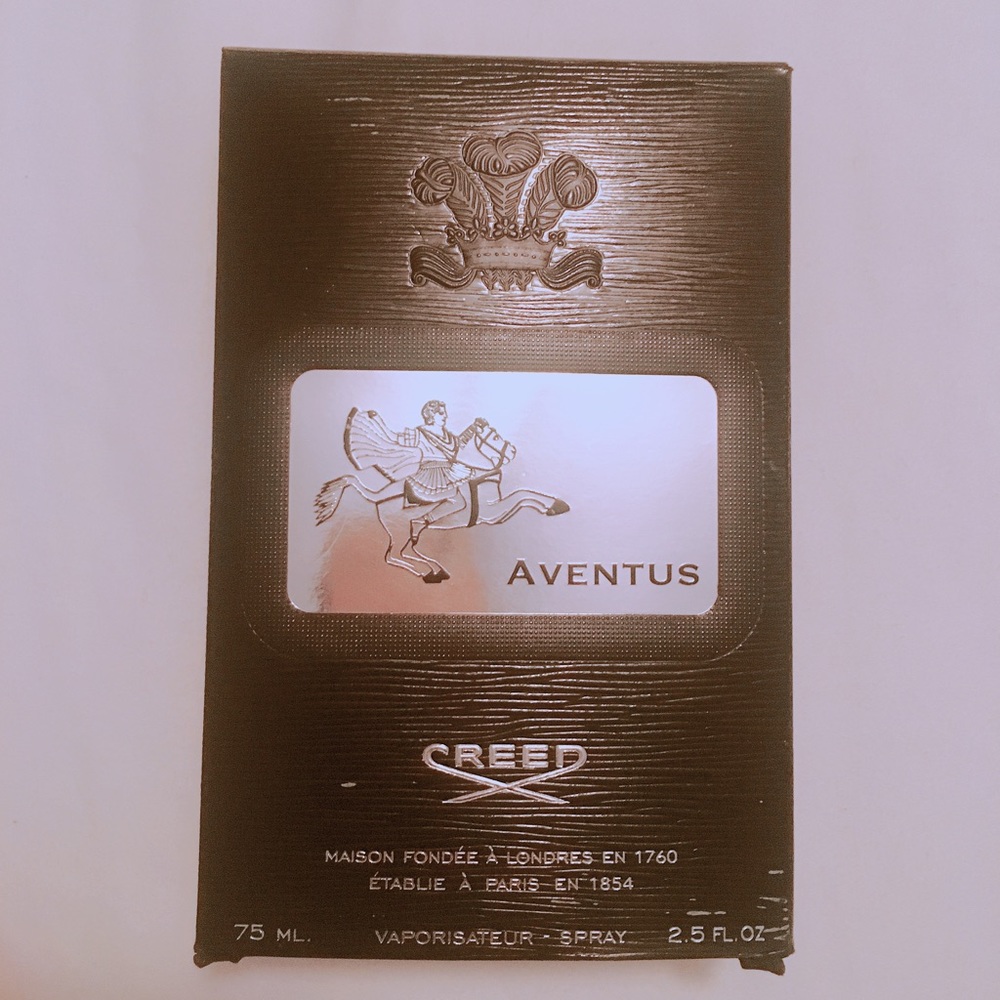 AVENTUS
CREED
MAISON FONDÉE À LONDRES EN 1760
ÉTABLIE À PARIS EN 1854
75 ML. VAPORISATEUR - SPRAY 2.5 FL.OZ